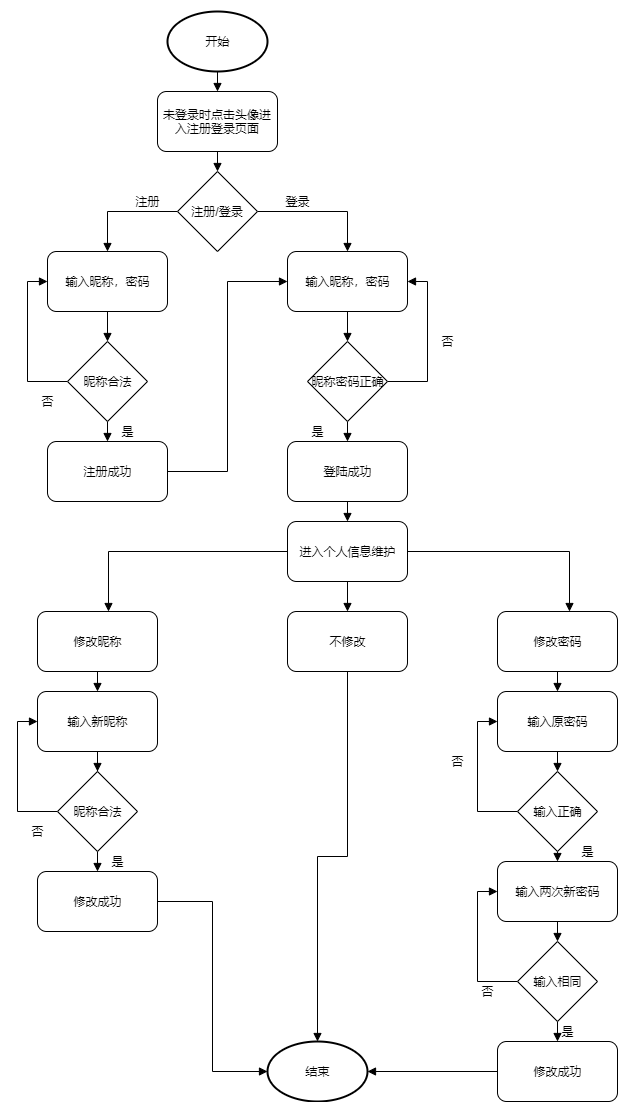 开始
未登录时点击头像进
入注册登录页面
注册
注册/登录
登录
输入昵称，密码
输入昵称，密码
否
昵称合法
昵称密码正确
否
是
是
注册成功
登陆成功
进入个人信息维护
修改昵称
不修改
修改密码
输入新昵称
输入原密码
否
昵称合法
输入正确
否
是
是
修改成功
输入两次新密码
输入相同
否
是
结束
修改成功